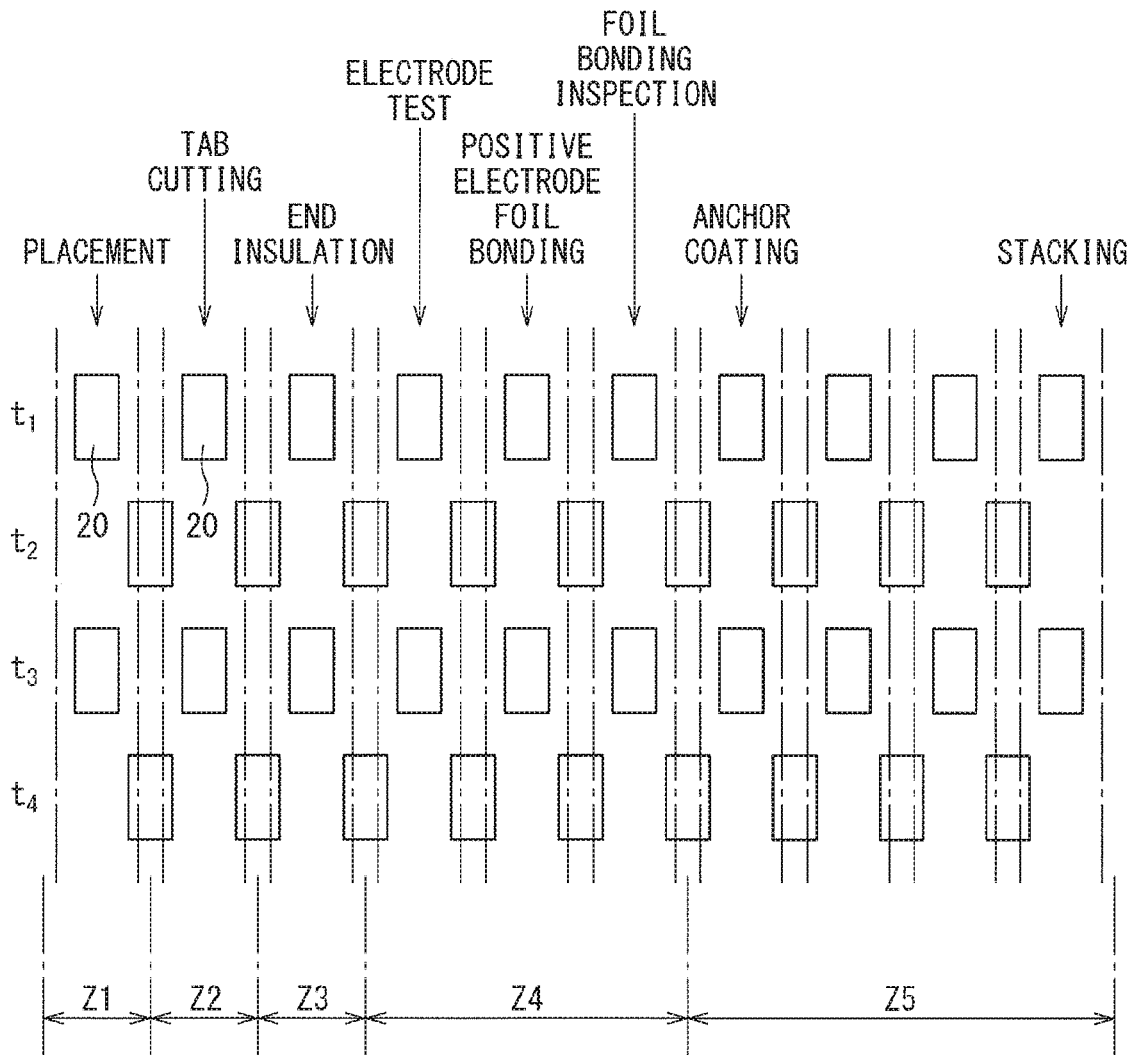 FOIL
BONDING
INSPECTION
ELECTRODE
TEST
TAB
CUTTING
POSITIVE
ELECTRODE
FOIL
BONDING
END
INSULATION
ANCHOR
COATING
PLACEMENT
STACKING
t1
20
20
t2
t3
t4
Z1
Z2
Z3
Z4
Z5